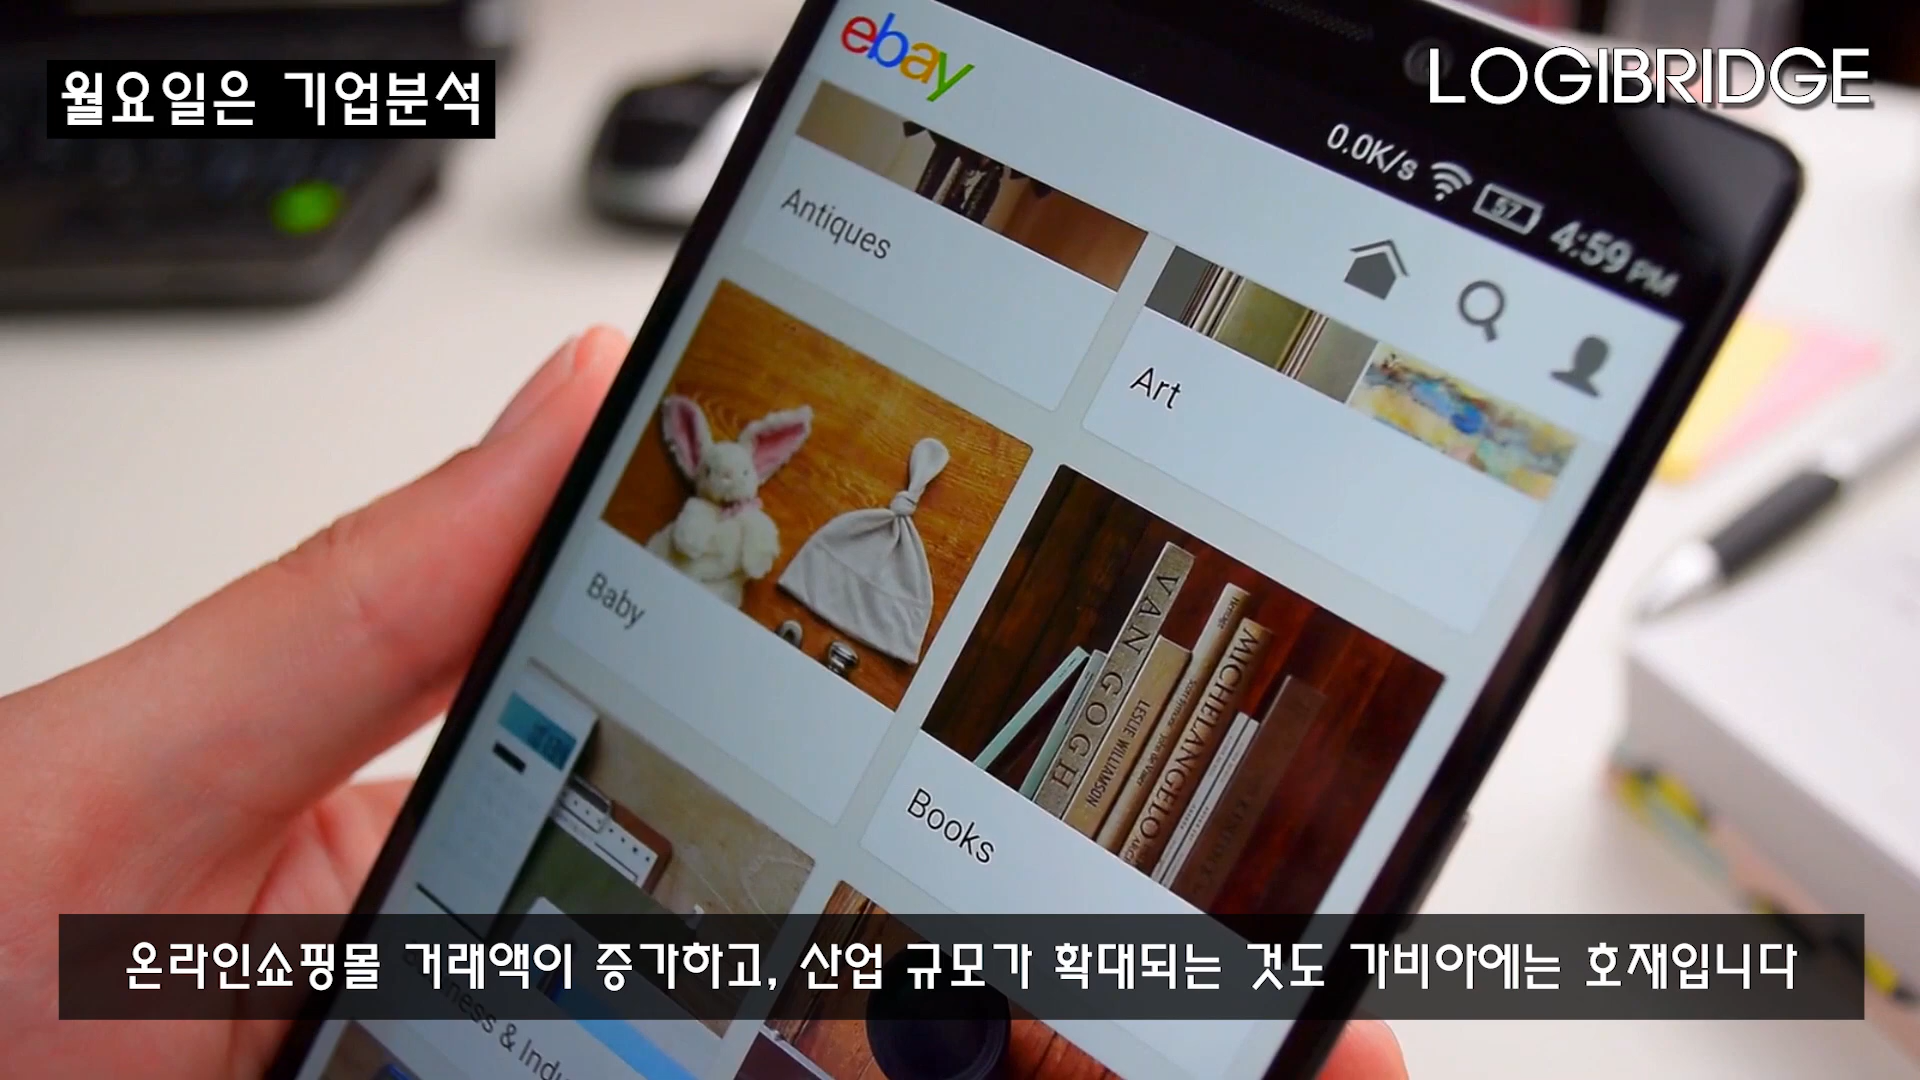 월요일은 기업분석
LOGIBRIDGE
ebay
0.0K/s 57 4:59 PM
Antiques
Art
Baby
VAN GOGH
LESLIE WILLIAMSON
MICHELANGELO
Books
ness & Indu
온라인쇼핑몰 거래액이 증가하고, 산업 규모가 확대되는 것도 가비아에는 호재입니다